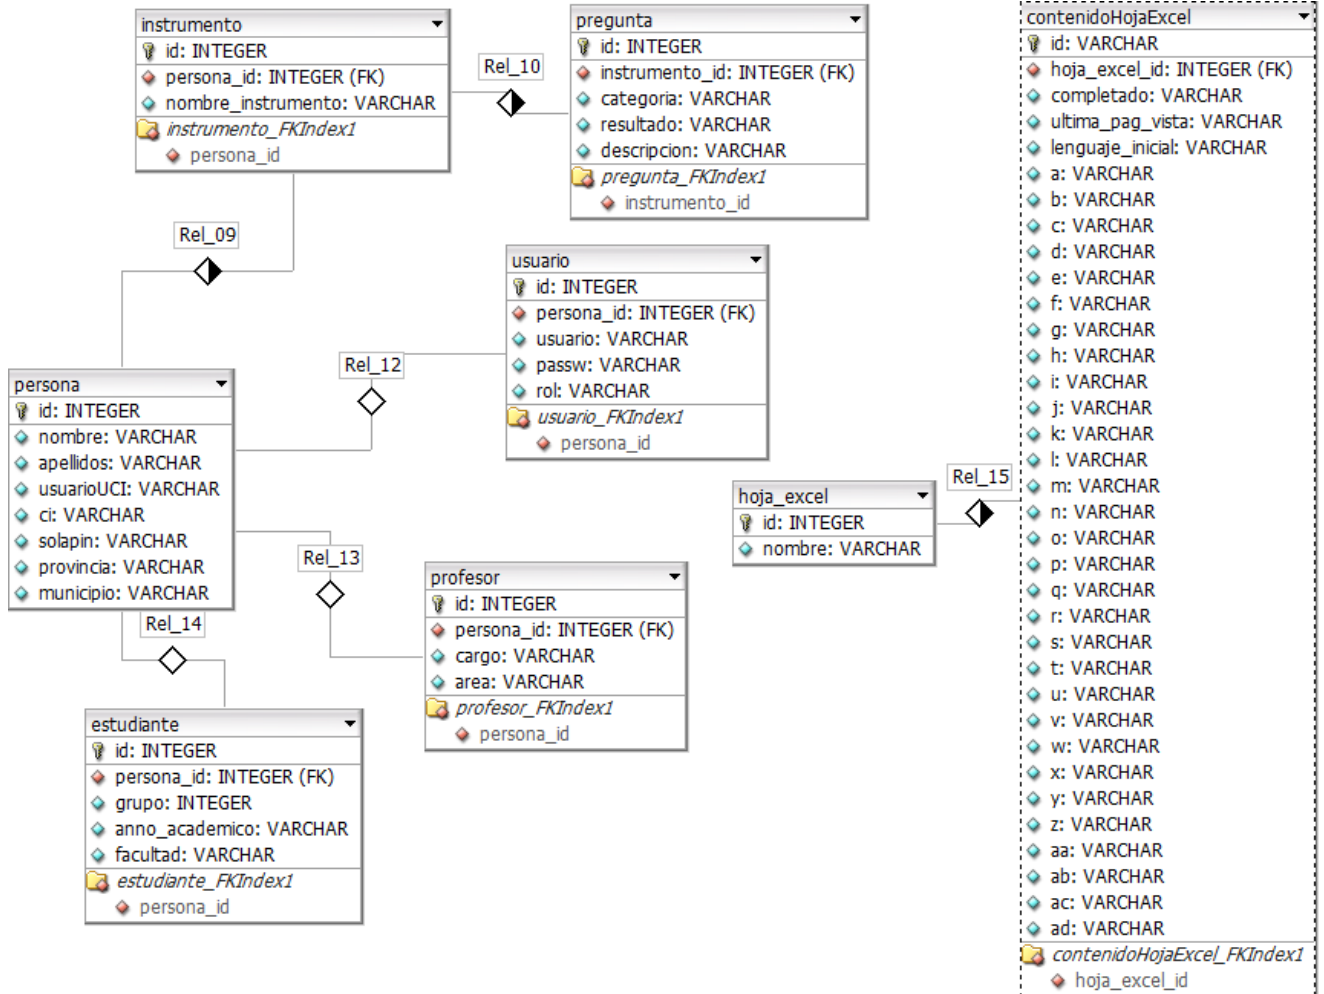 instrumento
id: INTEGER
persona_id: INTEGER (FK)
nombre_instrumento: VARCHAR
instrumento_FKIndex1
persona_id
Rel_10
pregunta
id: INTEGER
instrumento_id: INTEGER (FK)
categoria: VARCHAR
resultado: VARCHAR
descripcion: VARCHAR
pregunta_FKIndex1
instrumento_id
Rel_09
usuario
id: INTEGER
persona_id: INTEGER (FK)
usuario: VARCHAR
passw: VARCHAR
rol: VARCHAR
usuario_FKIndex1
persona_id
Rel_12
persona
id: INTEGER
nombre: VARCHAR
apellidos: VARCHAR
usuarioUCI: VARCHAR
ci: VARCHAR
solapin: VARCHAR
provincia: VARCHAR
municipio: VARCHAR
Rel_13
Rel_14
profesor
id: INTEGER
persona_id: INTEGER (FK)
cargo: VARCHAR
area: VARCHAR
profesor_FKIndex1
persona_id
estudiante
id: INTEGER
persona_id: INTEGER (FK)
grupo: INTEGER
anno_academico: VARCHAR
facultad: VARCHAR
estudiante_FKIndex1
persona_id
hoja_excel
id: INTEGER
nombre: VARCHAR
Rel_15
contenidoHojaExcel
id: VARCHAR
hoja_excel_id: INTEGER (FK)
completado: VARCHAR
ultima_pag_vista: VARCHAR
lenguaje_inicial: VARCHAR
a: VARCHAR
b: VARCHAR
c: VARCHAR
d: VARCHAR
e: VARCHAR
f: VARCHAR
g: VARCHAR
h: VARCHAR
i: VARCHAR
j: VARCHAR
k: VARCHAR
l: VARCHAR
m: VARCHAR
n: VARCHAR
o: VARCHAR
p: VARCHAR
q: VARCHAR
r: VARCHAR
s: VARCHAR
t: VARCHAR
u: VARCHAR
v: VARCHAR
w: VARCHAR
x: VARCHAR
y: VARCHAR
z: VARCHAR
aa: VARCHAR
ab: VARCHAR
ac: VARCHAR
ad: VARCHAR
contenidoHojaExcel_FKIndex1
hoja_excel_id